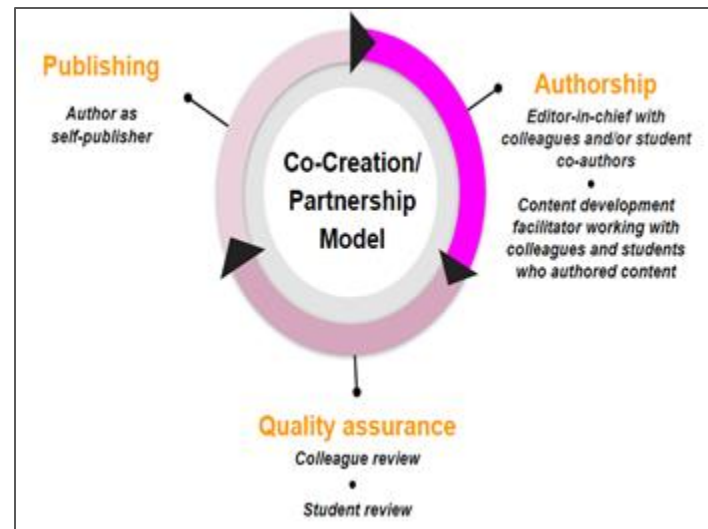 Publishing
Author as
self-publisher
Co-Creation/
Partnership
Model
Authorship
Editor-in-chief with
colleagues and/or student
co-authors
•
Content development
facilitator working with
colleagues and students
who authored content
Quality assurance
Colleague review
•
Student review